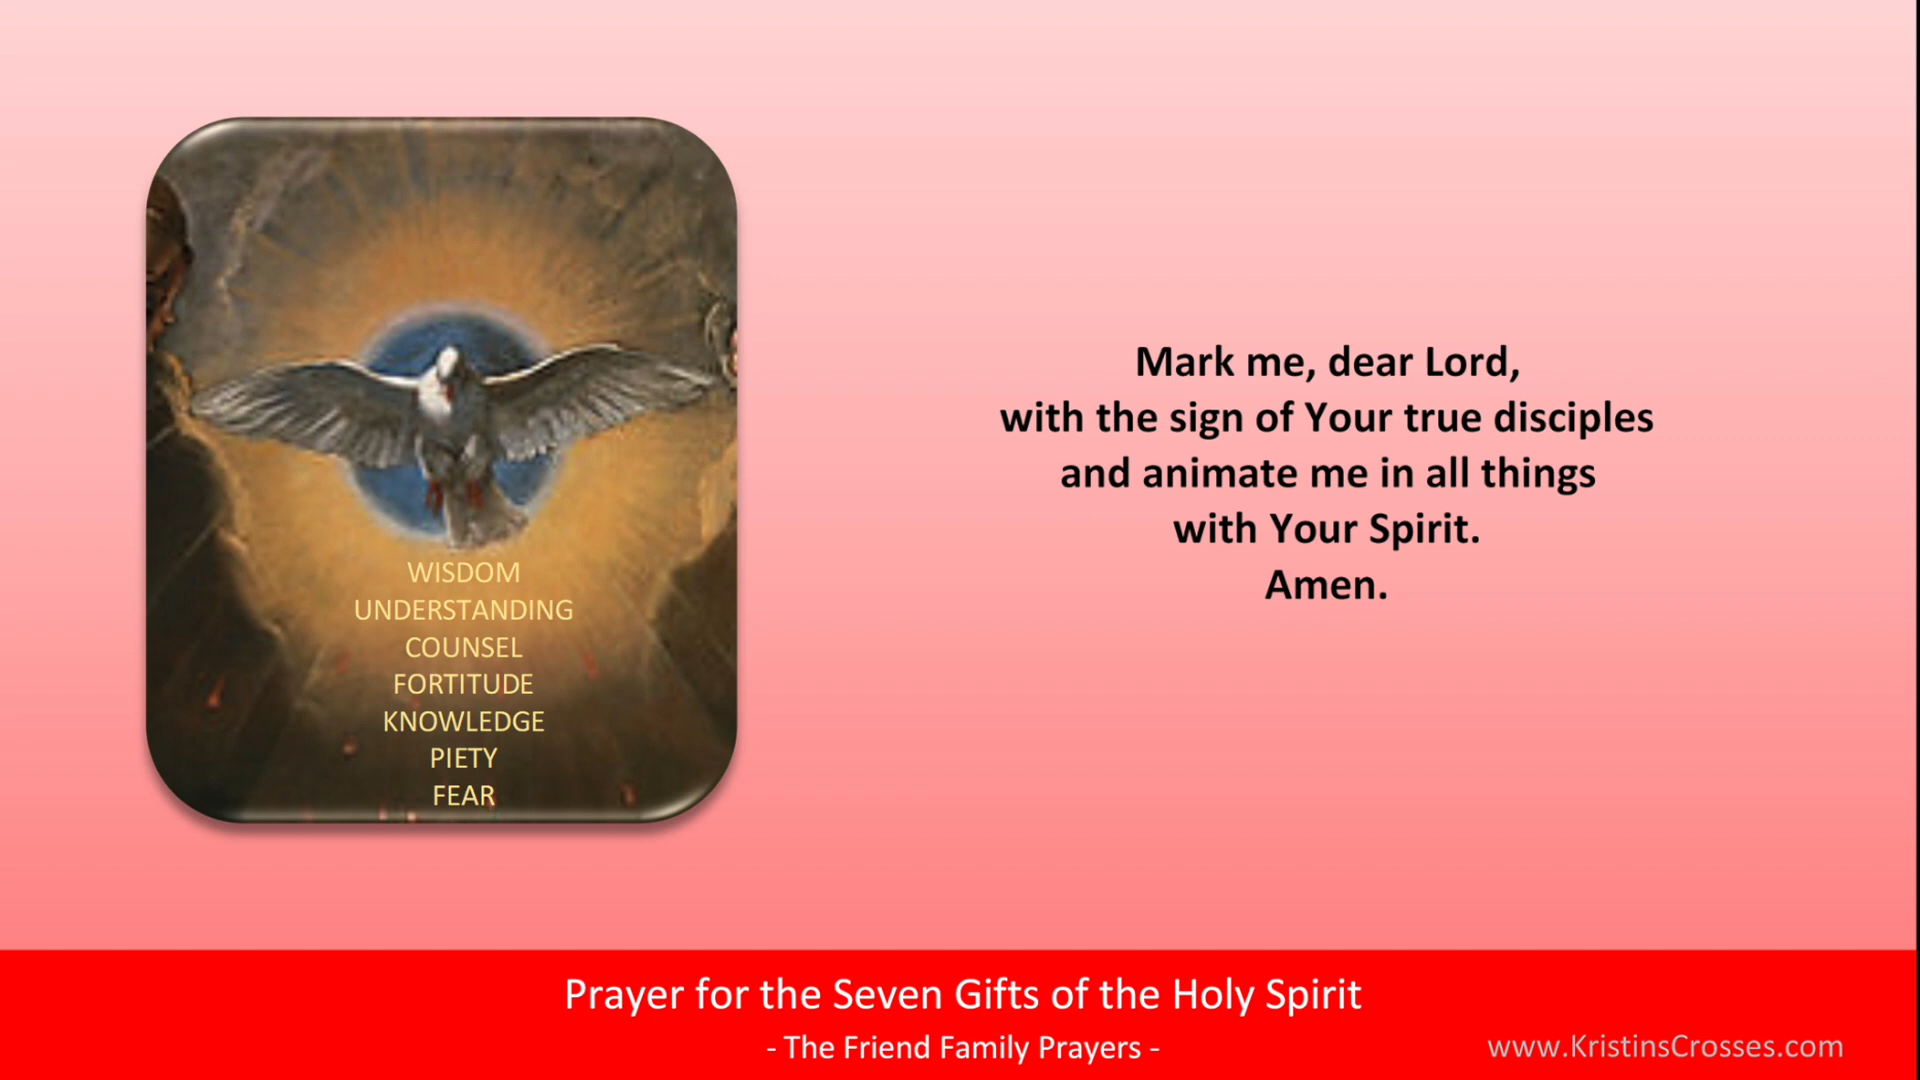 WISDOM
UNDERSTANDING
COUNSEL
FORTITUDE
KNOWLEDGE
PIETY
FEAR
Mark me, dear Lord,
with the sign of Your true disciples
and animate me in all things
with Your Spirit.
Amen.
Prayer for the Seven Gifts of the Holy Spirit
- The Friend Family Prayers -
www.KristinsCrosses.com